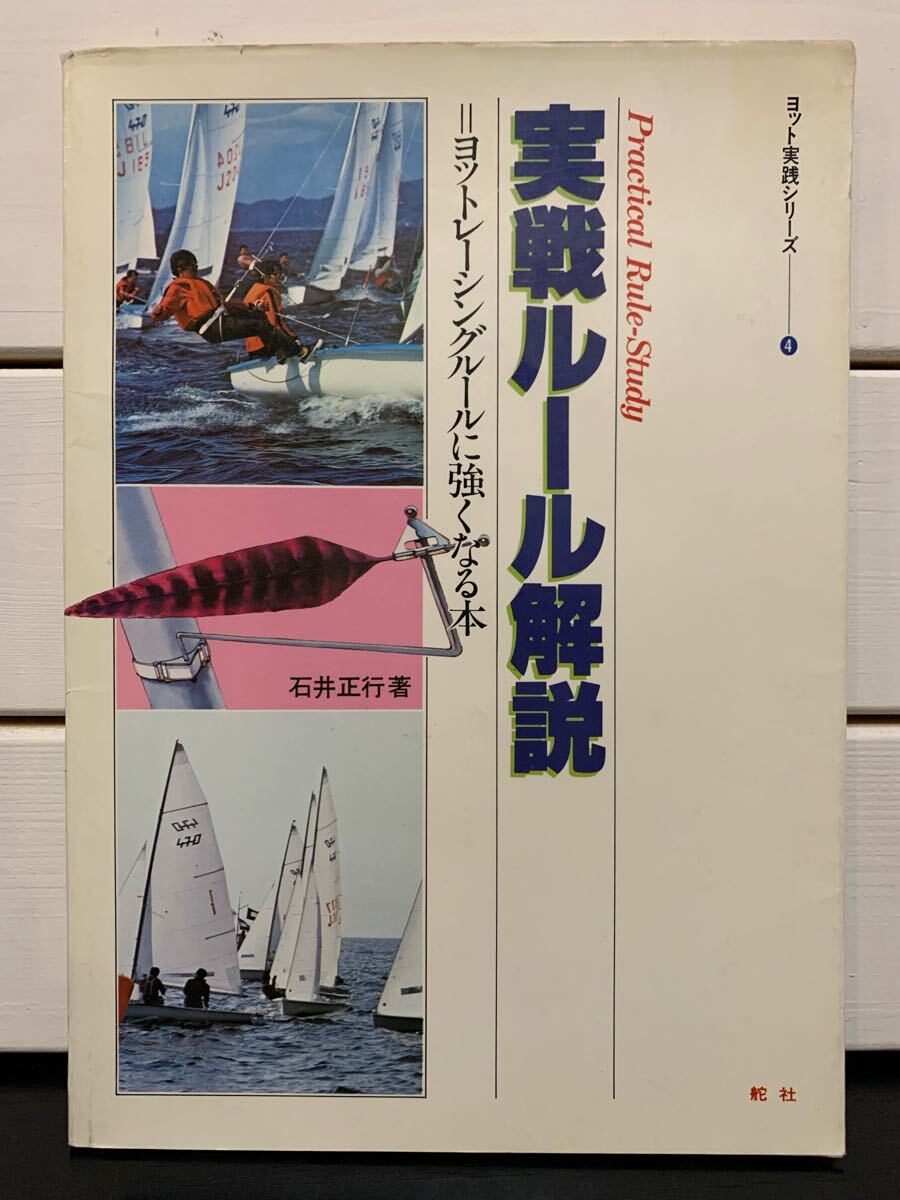 ヨット実践シリーズ――❹
Practical Rule-Study
実戦ルール解説
=ヨットレーシングルールに強くなる本
石井正行著
舵社
470